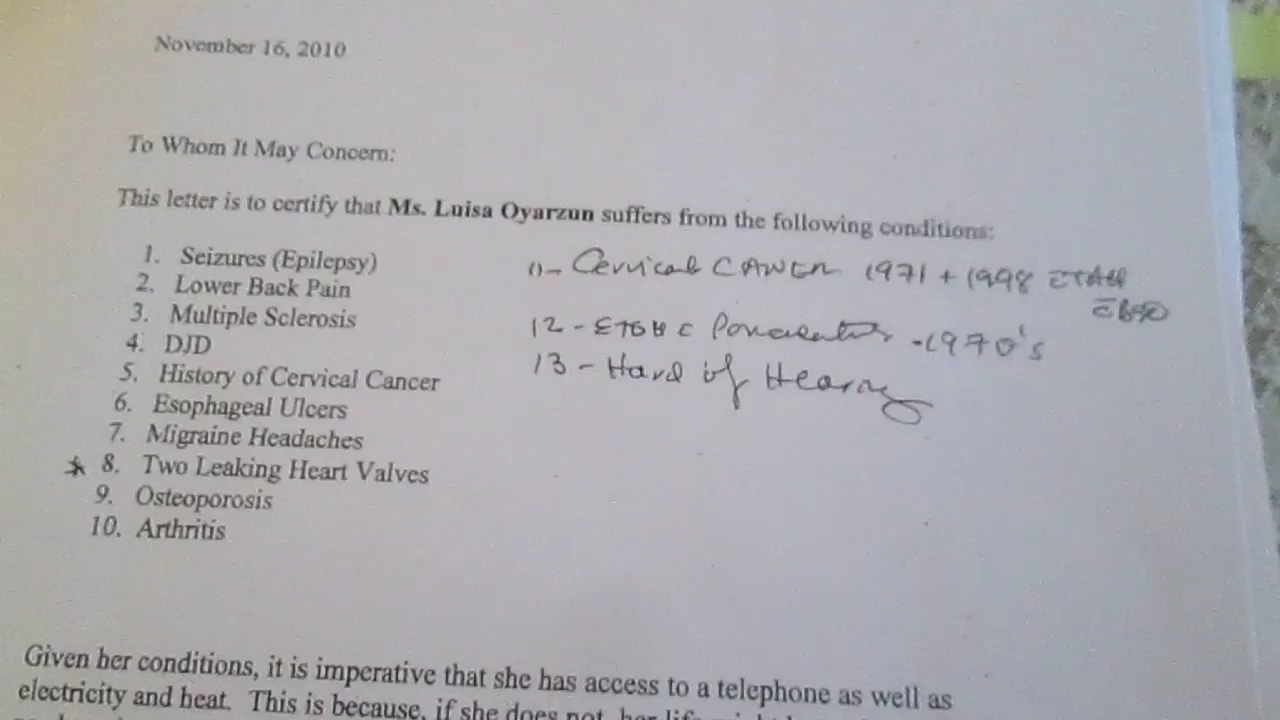 November 16, 2010
To Whom It May Concern:
This letter is to certify that Ms. Luisa Oyarzun suffers from the following conditions:
1. Seizures (Epilepsy)
2. Lower Back Pain
3. Multiple Sclerosis
4. DJD
5. History of Cervical Cancer
6. Esophageal Ulcers
7. Migraine Headaches
* 8. Two Leaking Heart Valves
9. Osteoporosis
10. Arthritis
11- Cervical 1971 + 1998
12 - - 1970's
13 - Hard of Hearing
Given her conditions, it is imperative that she has access to a telephone as well as
electricity and heat. This is because, if she does not, her life